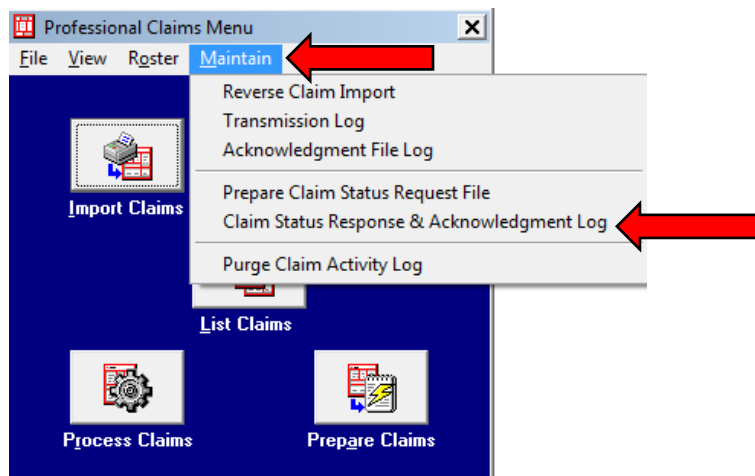 Professional Claims Menu
File View Roster Maintain
Reverse Claim Import
Transmission Log
Acknowledgment File Log
Prepare Claim Status Request File
Claim Status Response & Acknowledgment Log
Purge Claim Activity Log
Import Claims
List Claims
Process Claims Prepare Claims